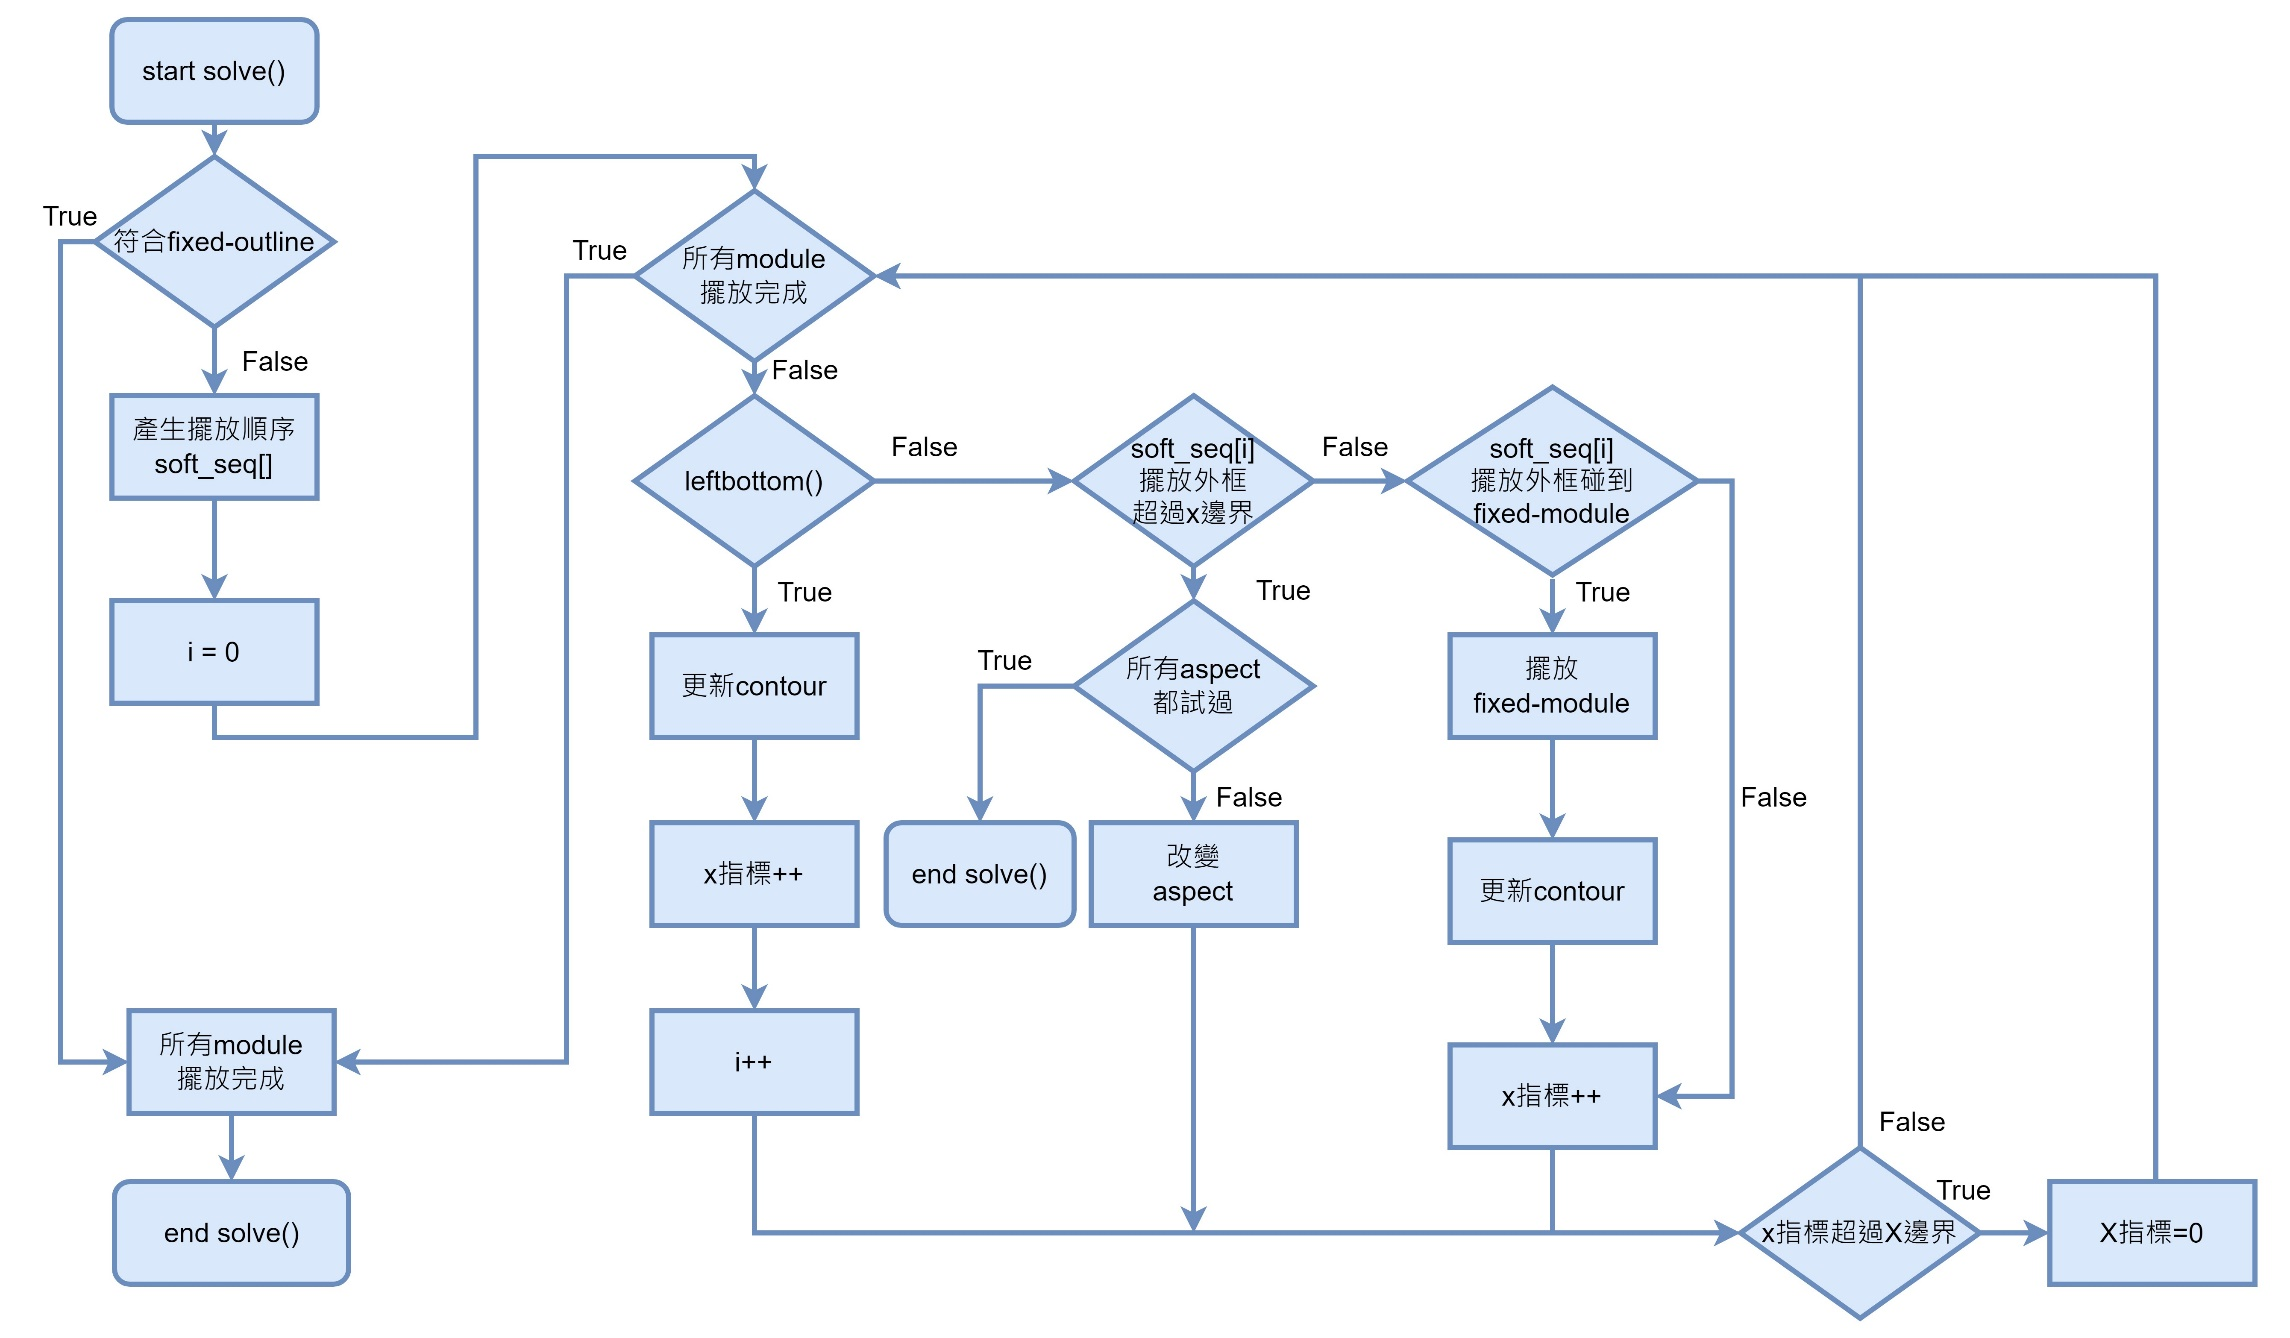 start solve()
True
符合fixed-outline
False
產生擺放順序
soft_seq[]
i = 0
所有module
擺放完成
end solve()
True
所有module
擺放完成
False
leftbottom()
False
True
更新contour
x指標++
i++
soft_seq[i]
擺放外框
超過x邊界
False
True
所有aspect
都試過
True
False
end solve()
改變
aspect
soft_seq[i]
擺放外框碰到
fixed-module
True
False
擺放
fixed-module
更新contour
x指標++
False
x指標超過X邊界
True
X指標=0